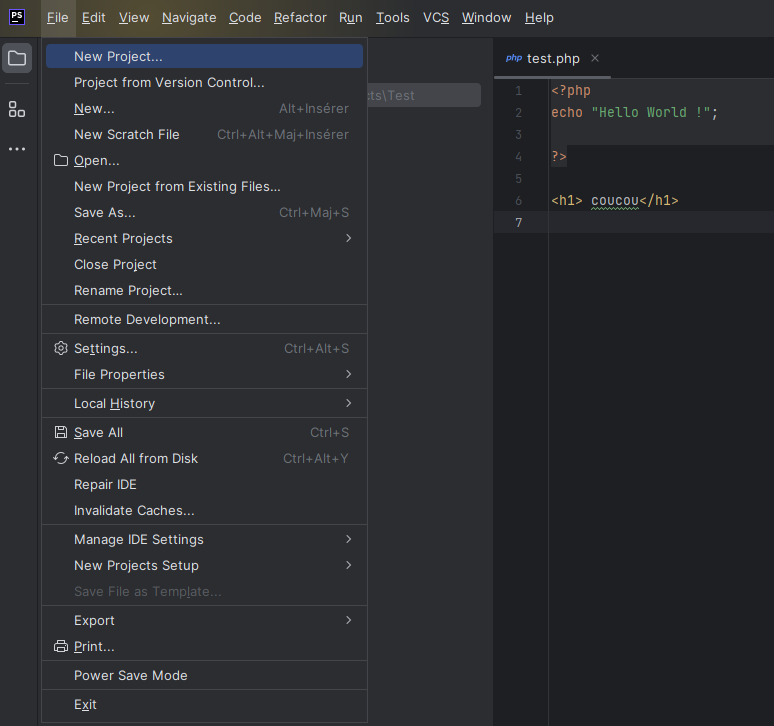 PS
File Edit View Navigate Code Refactor Run Tools VCS Window Help
New Project...
Project from Version Control...
New... Alt+Insérer
New Scratch File Ctrl+Alt+Maj+Insérer
Open...
New Project from Existing Files...
Save As... Ctrl+Maj+S
Recent Projects
Close Project
Rename Project...
Remote Development...
Settings... Ctrl+Alt+S
File Properties
Local History
Save All Ctrl+S
Reload All from Disk Ctrl+Alt+Y
Repair IDE
Invalidate Caches...
Manage IDE Settings
New Projects Setup
Save File as Template...
Export
Print...
Power Save Mode
Exit
cts\Test
php test.php
1 <?php
2 echo "Hello World !";
3
4 ?>
5
6 <h1> coucou</h1>
7